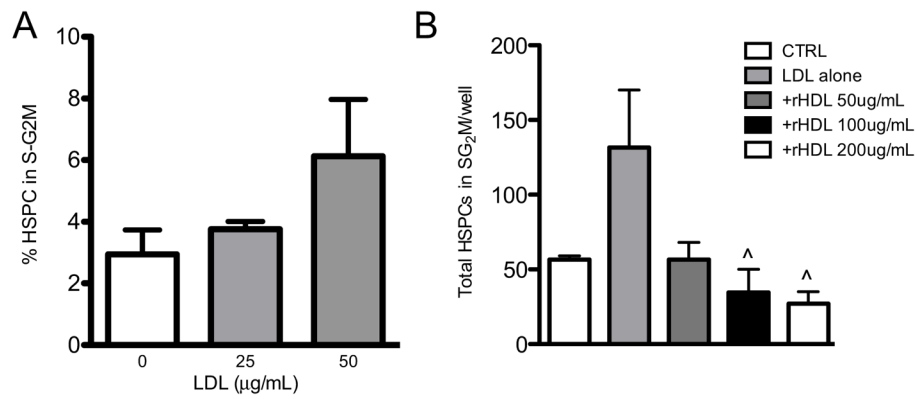 A
% HSPC in S-G2M
10
8
6
4
2
0
0 25 50
LDL (µg/mL)
B
Total HSPCs in SG₂M/well
200
150
100
50
0
^ ^
CTRL
LDL alone
+rHDL 50ug/mL
+rHDL 100ug/mL
+rHDL 200ug/mL